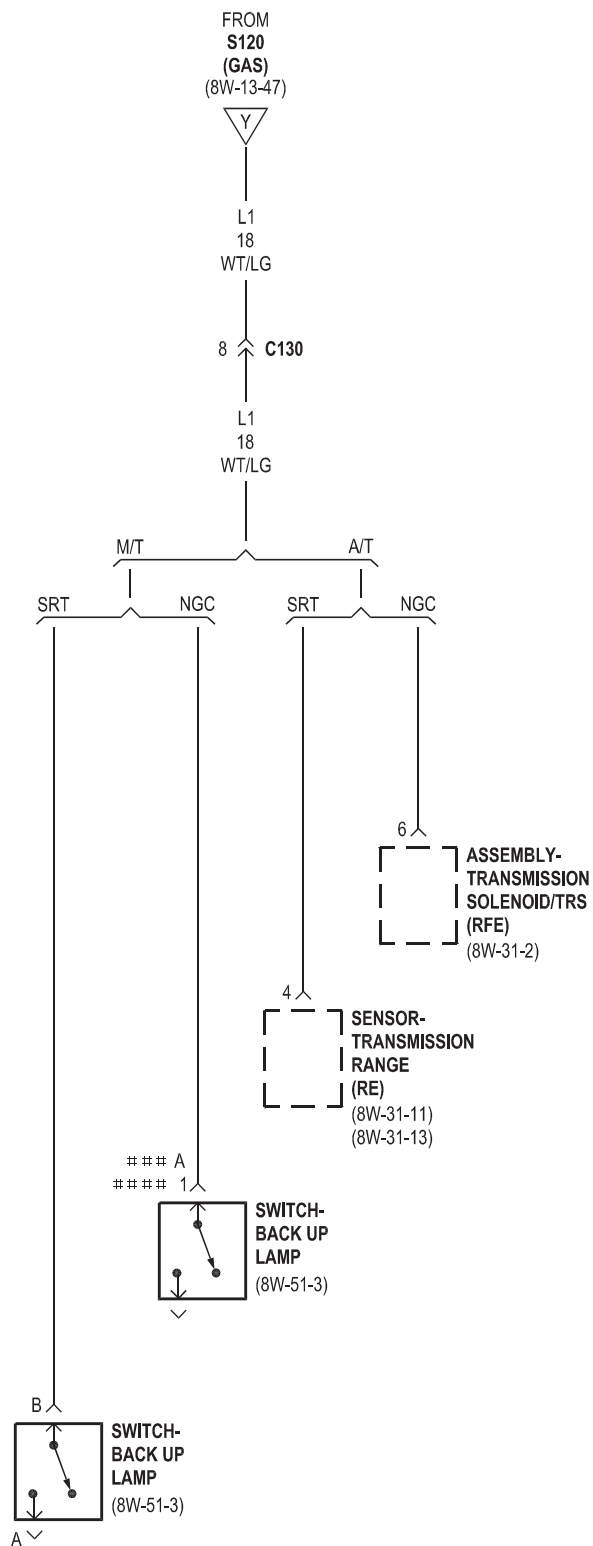 FROM
S120
(GAS)
(8W-13-47)
Y
L1
18
WT/LG
8 C130
L1
18
WT/LG
M/T A/T
SRT NGC SRT NGC
6
ASSEMBLY-
TRANSMISSION
SOLENOID/TRS
(RFE)
(8W-31-2)
4
SENSOR-
TRANSMISSION
RANGE
(RE)
(8W-31-11)
(8W-31-13)
### A
#### 1
SWITCH-
BACK UP
LAMP
(8W-51-3)
B
SWITCH-
BACK UP
LAMP
(8W-51-3)
A